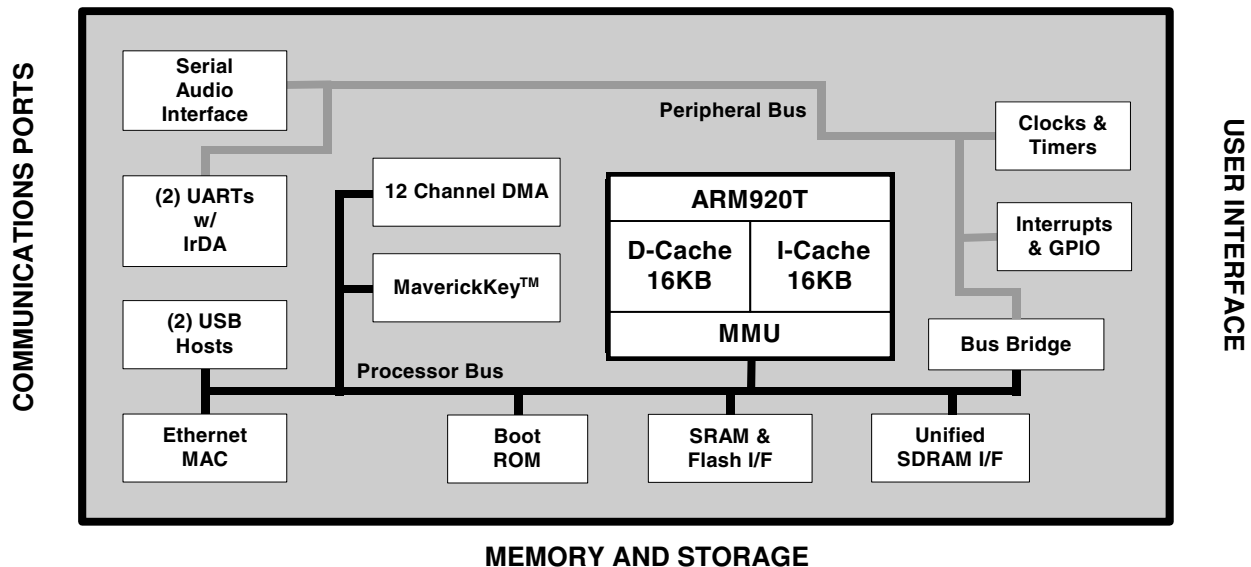 COMMUNICATIONS PORTS
Serial
Audio
Interface
Peripheral Bus
Clocks &
Timers
(2) UARTs
w/
IrDA
12 Channel DMA
ARM920T
D-Cache
16KB
I-Cache
16KB
MMU
Interrupts
& GPIO
MaverickKey™
(2) USB
Hosts
Bus Bridge
Processor Bus
Ethernet
MAC
Boot
ROM
SRAM &
Flash I/F
Unified
SDRAM I/F
USER INTERFACE
MEMORY AND STORAGE